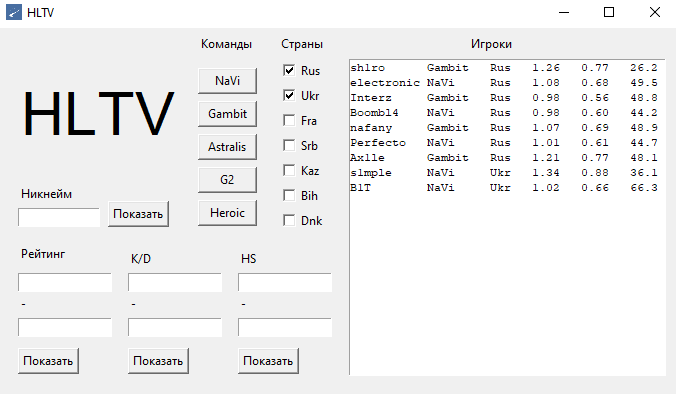 HLTV
Команды
Страны
Игроки
HLTV
NaVi
Gambit
Astralis
G2
Heroic
Rus
Ukr
Fra
Srb
Kaz
Bih
Dnk
sh1ro Gambit Rus 1.26 0.77 26.2
electronic NaVi Rus 1.08 0.68 49.5
Interz Gambit Rus 0.98 0.56 48.8
Boombl4 NaVi Rus 0.98 0.60 44.2
nafany Gambit Rus 1.07 0.69 48.9
Perfecto NaVi Rus 1.01 0.61 44.7
Ax1le Gambit Rus 1.21 0.77 48.1
s1mple NaVi Ukr 1.34 0.88 36.1
B1T NaVi Ukr 1.02 0.66 66.3
Никнейм
Показать
Рейтинг
K/D
HS
-
-
-
Показать
Показать
Показать